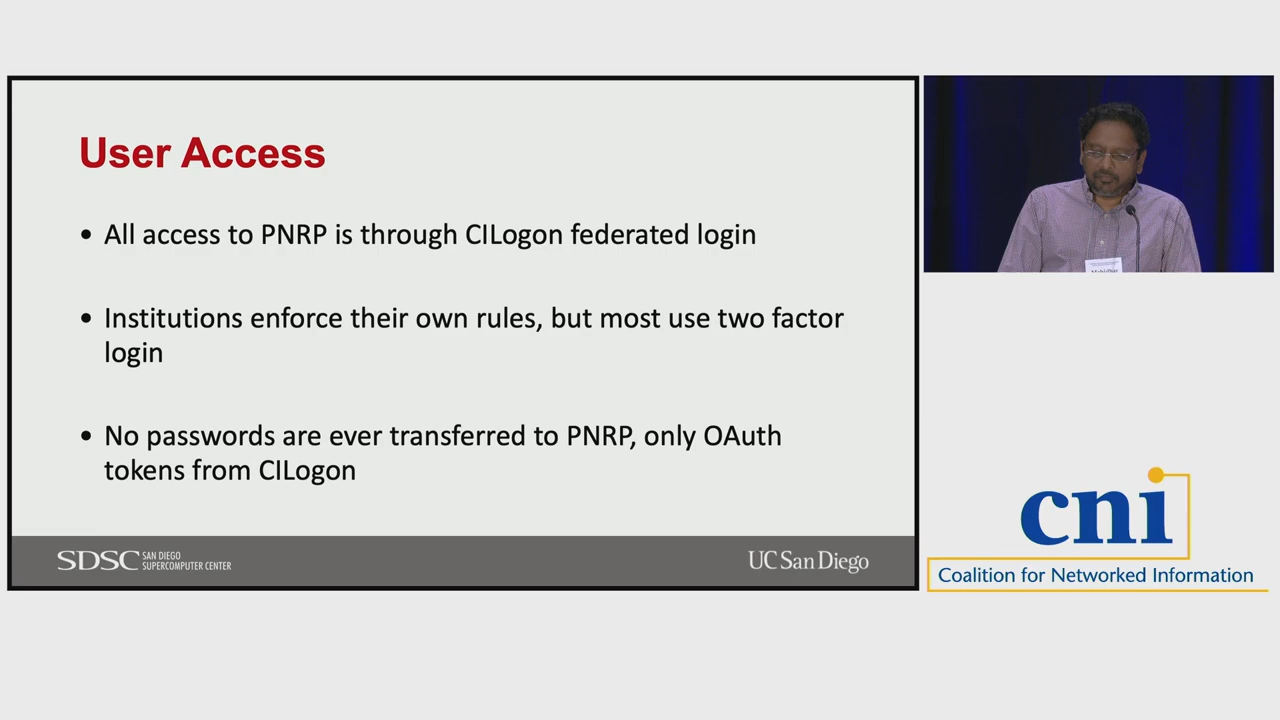 User Access
• All access to PNRP is through CILogon federated login
• Institutions enforce their own rules, but most use two factor
login
• No passwords are ever transferred to PNRP, only OAuth
tokens from CILogon
SDSC SAN DIEGO
SUPERCOMPUTER CENTER
UC San Diego
cni
Coalition for Networked Information